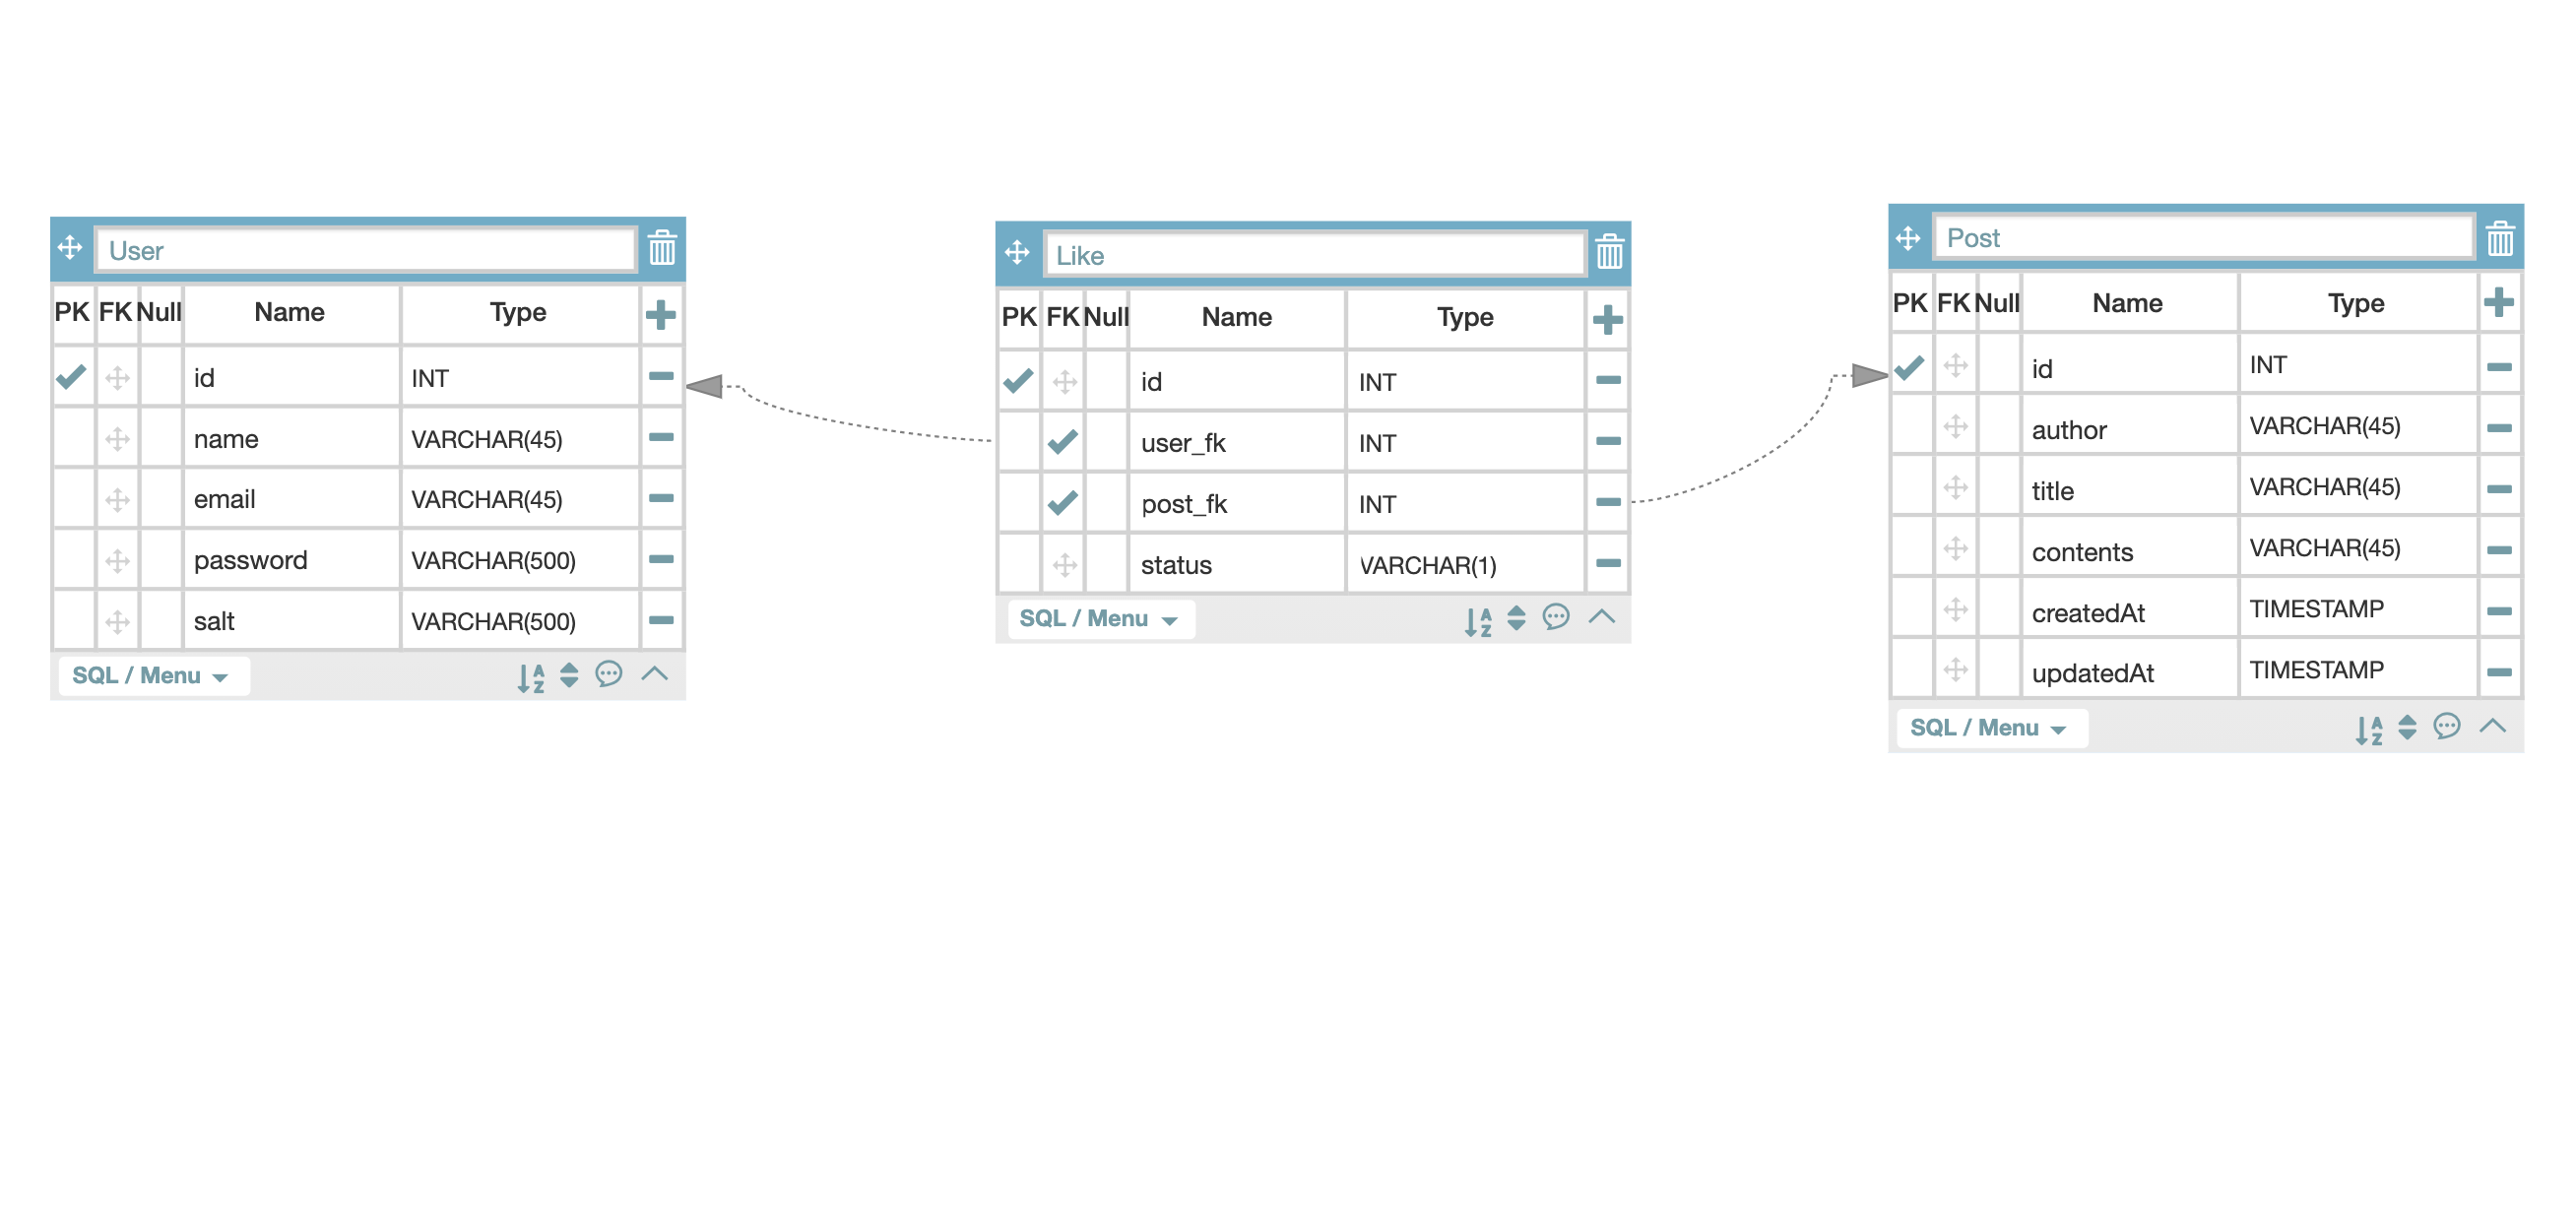 User
PK FK Null Name Type
id INT
name VARCHAR(45)
email VARCHAR(45)
password VARCHAR(500)
salt VARCHAR(500)
SQL / Menu
Like
PK FK Null Name Type
id INT
user_fk INT
post_fk INT
status VARCHAR(1)
SQL / Menu
Post
PK FK Null Name Type
id INT
author VARCHAR(45)
title VARCHAR(45)
contents VARCHAR(45)
createdAt TIMESTAMP
updatedAt TIMESTAMP
SQL / Menu